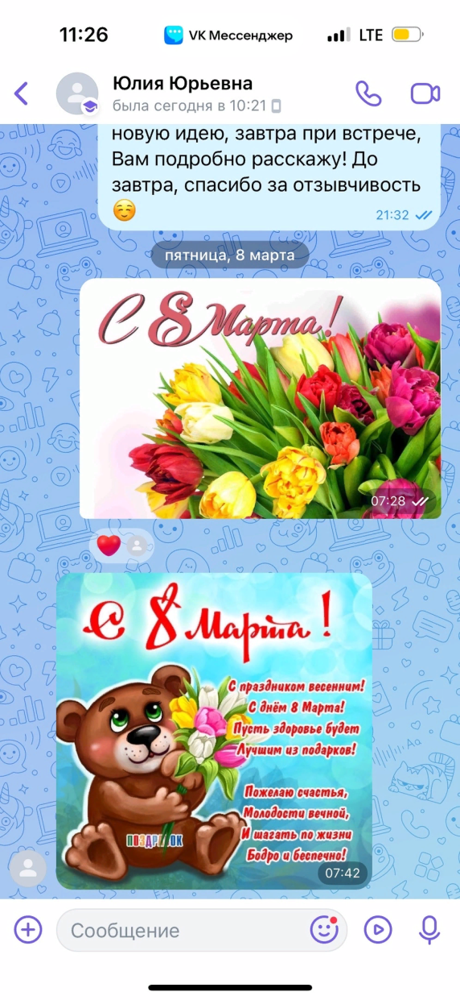 11:26
VK Мессенджер
LTE
Юлия Юрьевна
была сегодня в 10:21
новую идею, завтра при встрече,
Вам подробно расскажу! До
завтра, спасибо за отзывчивость
21:32
пятница, 8 марта
С 8 Марта!
07:28
С 8 Марта!
С праздником весенним!
С днём 8 Марта!
Пусть здоровье будет
Лучшим из подарков!
Пожелаю счастья,
Молодости вечной,
И шагать по жизни
Бодро и беспечно!
07:42
Сообщение